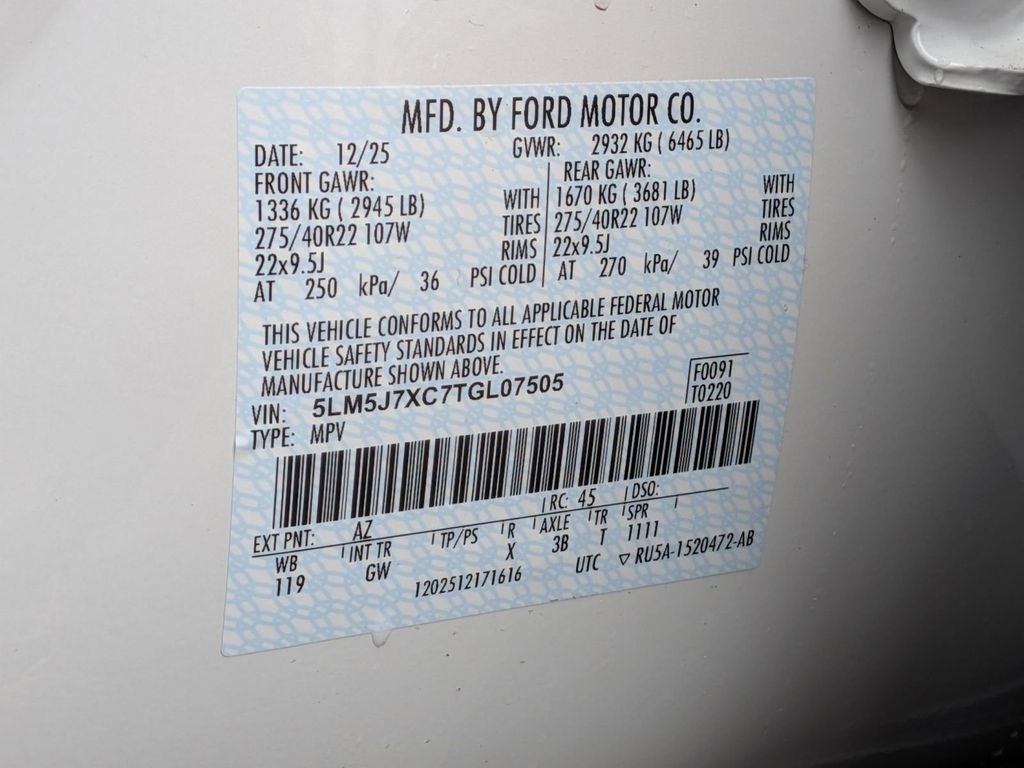 MFD. BY FORD MOTOR CO.
DATE: 12/25 GVWR: 2932 KG ( 6465 LB)
FRONT GAWR: REAR GAWR:
1336 KG ( 2945 LB) WITH 1670 KG ( 3681 LB) WITH
275/40R22 107W TIRES 275/40R22 107W TIRES
22x9.5J RIMS 22x9.5J RIMS
AT 250 kPa/ 36 PSI COLD AT 270 kPa/ 39 PSI COLD
THIS VEHICLE CONFORMS TO ALL APPLICABLE FEDERAL MOTOR
VEHICLE SAFETY STANDARDS IN EFFECT ON THE DATE OF
MANUFACTURE SHOWN ABOVE.
F0091
VIN: 5LM5J7XC7TGL07505
T0220
TYPE: MPV
EXT PNT: AZ RC: 45 DSO:
WB INT TR TP/PS R AXLE TR SPR
119 GW X 3B T 1111
1202512171616 UTC ▽ RU5A-1520472-AB